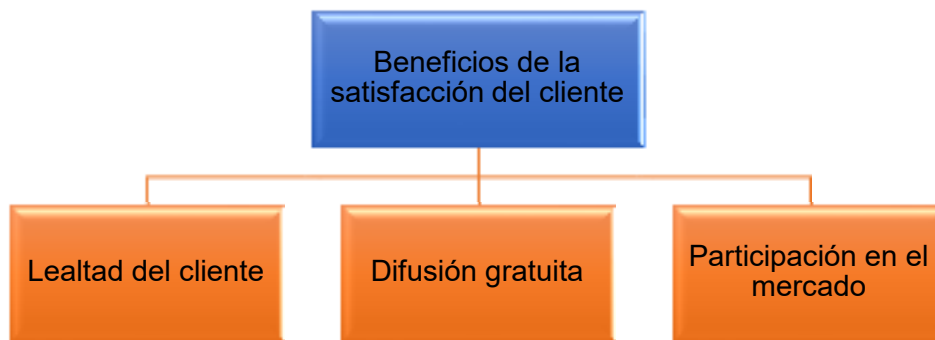 Beneficios de la
satisfacción del cliente
Lealtad del cliente
Difusión gratuita
Participación en el
mercado